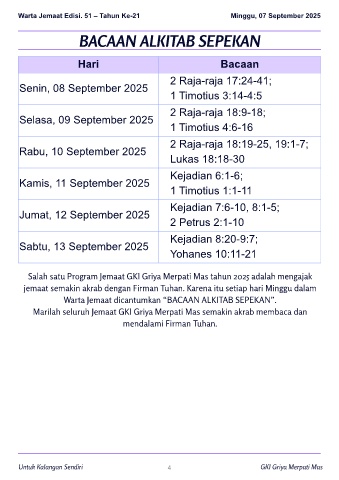 Warta Jemaat Edisi. 51 – Tahun Ke-21 Minggu, 07 September 2025
BACAAN ALKITAB SEPEKAN
Hari Bacaan
Senin, 08 September 2025 2 Raja-raja 17:24-41;
1 Timotius 3:14-4:5
Selasa, 09 September 2025 2 Raja-raja 18:9-18;
1 Timotius 4:6-16
Rabu, 10 September 2025 2 Raja-raja 18:19-25, 19:1-7;
Lukas 18:18-30
Kamis, 11 September 2025 Kejadian 6:1-6;
1 Timotius 1:1-11
Jumat, 12 September 2025 Kejadian 7:6-10, 8:1-5;
2 Petrus 2:1-10
Sabtu, 13 September 2025 Kejadian 8:20-9:7;
Yohanes 10:11-21
Salah satu Program Jemaat GKI Griya Merpati Mas tahun 2025 adalah mengajak
jemaat semakin akrab dengan Firman Tuhan. Karena itu setiap hari Minggu dalam
Warta Jemaat dicantumkan “BACAAN ALKITAB SEPEKAN”.
Marilah seluruh Jemaat GKI Griya Merpati Mas semakin akrab membaca dan
mendalami Firman Tuhan.
Untuk Kalangan Sendiri 4 GKI Griya Merpati Mas